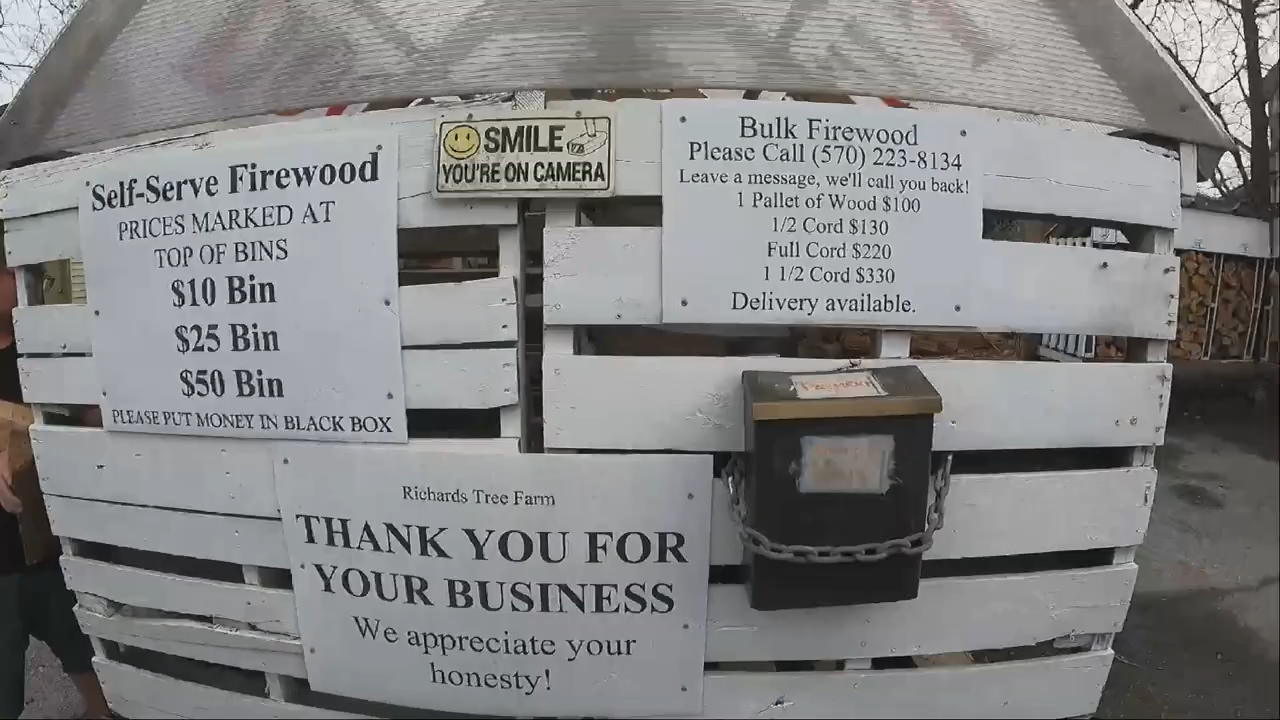 Self-Serve Firewood
PRICES MARKED AT
TOP OF BINS
$10 Bin
$25 Bin
$50 Bin
PLEASE PUT MONEY IN BLACK BOX
SMILE
YOU'RE ON CAMERA
Bulk Firewood
Please Call (570) 223-8134
Leave a message, we'll call you back!
1 Pallet of Wood $100
1/2 Cord $130
Full Cord $220
1 1/2 Cord $330
Delivery available.
Richards Tree Farm
THANK YOU FOR
YOUR BUSINESS
We appreciate your
honesty!